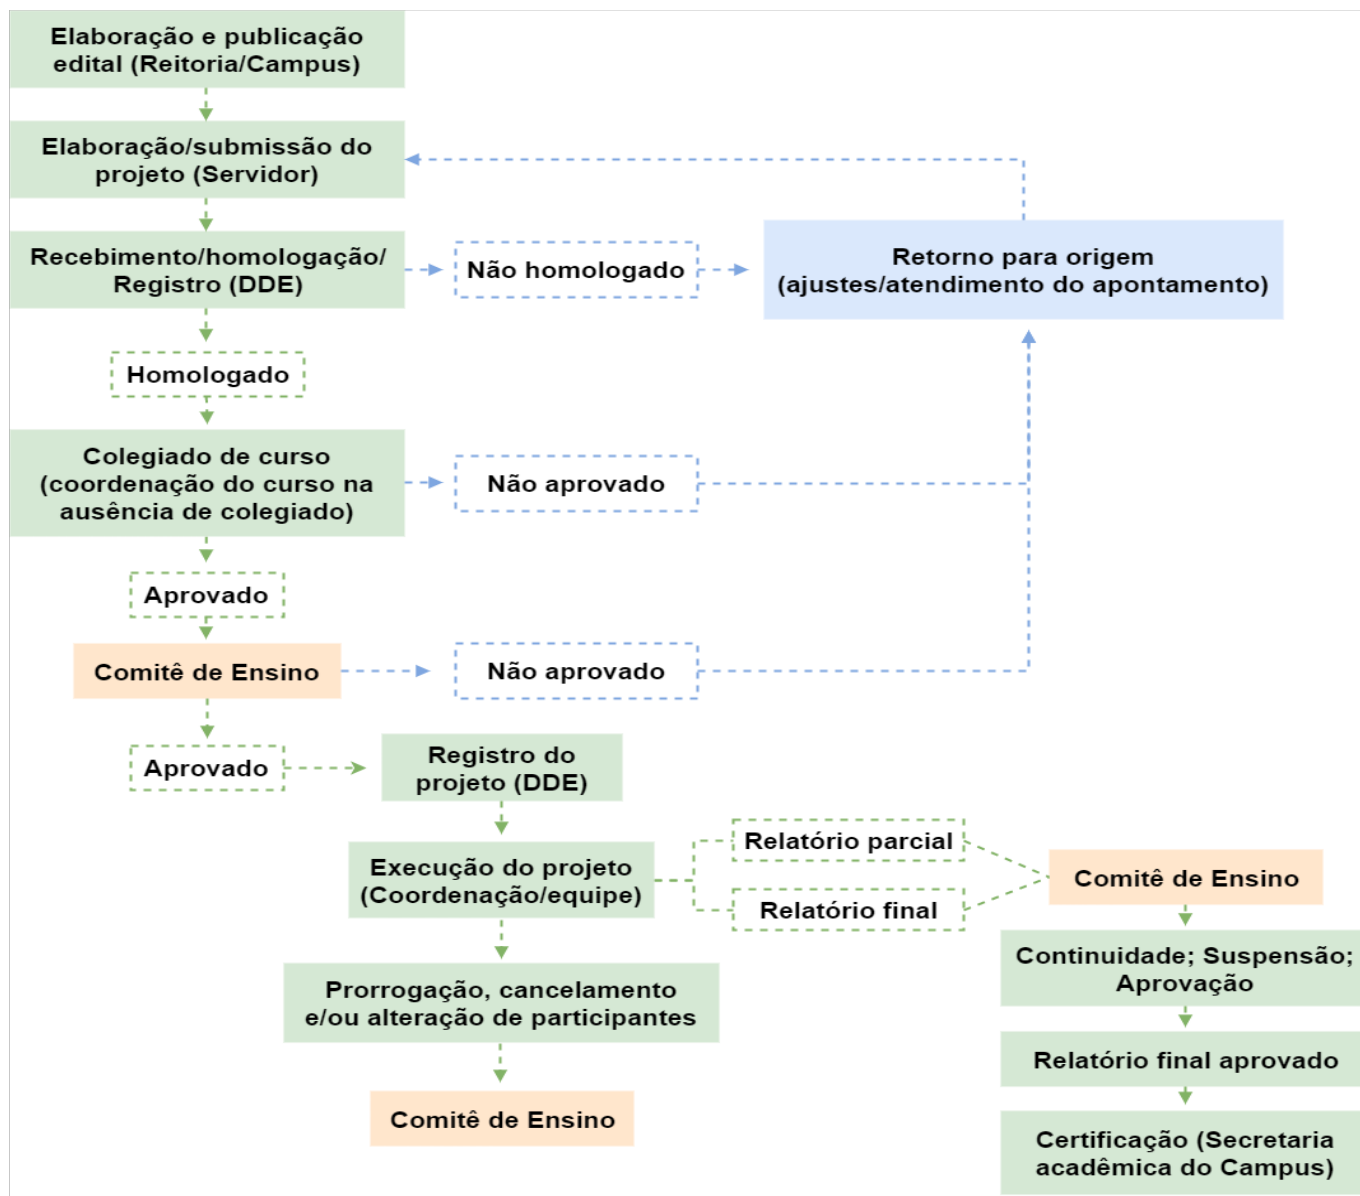 Elaboração e publicação
edital (Reitoria/Campus)
Elaboração/submissão do
projeto (Servidor)
Recebimento/homologação/
Registro (DDE)
Não homologado
Retorno para origem
(ajustes/atendimento do apontamento)
Homologado
Colegiado de curso
(coordenação do curso na
ausência de colegiado)
Não aprovado
Aprovado
Comitê de Ensino
Não aprovado
Aprovado
Registro do
projeto (DDE)
Execução do projeto
(Coordenação/equipe)
Relatório parcial
Relatório final
Comitê de Ensino
Continuidade; Suspensão;
Aprovação
Prorrogação, cancelamento
e/ou alteração de participantes
Relatório final aprovado
Comitê de Ensino
Certificação (Secretaria
acadêmica do Campus)